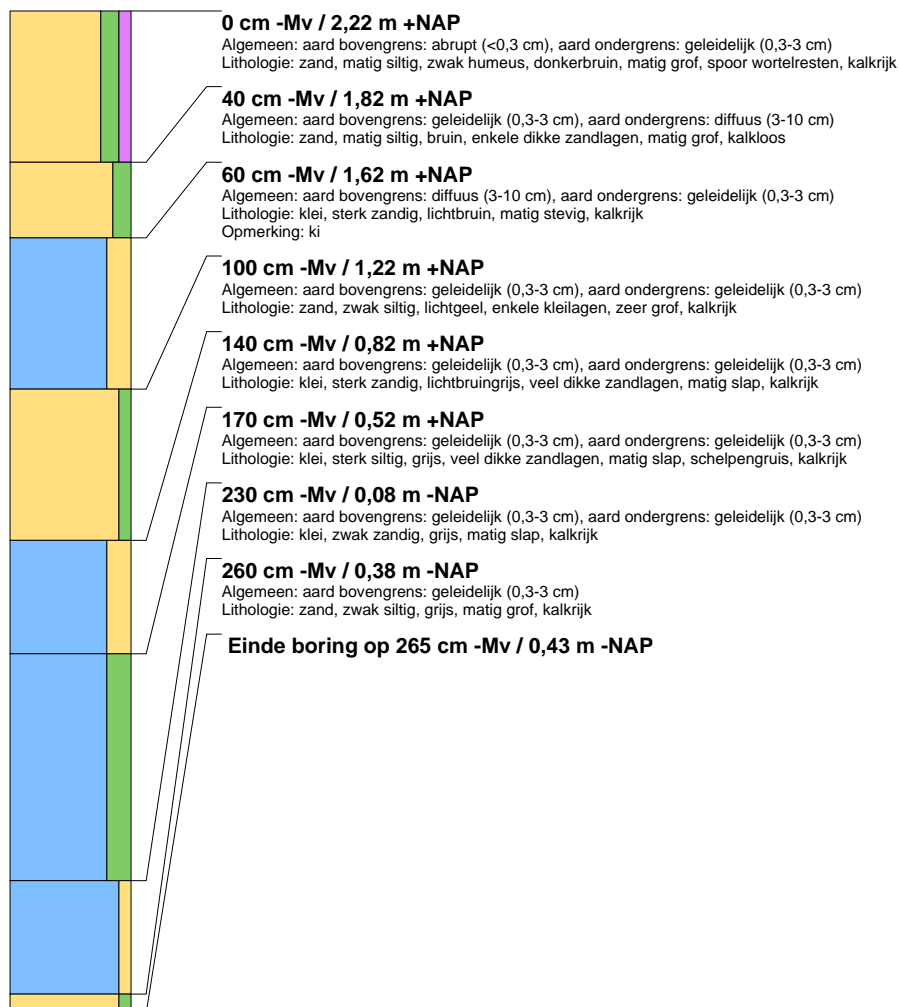 0 cm -Mv / 2,22 m +NAP
Algemeen: aard bovengrens: abrupt (<0,3 cm), aard ondergrens: geleidelijk (0,3-3 cm)
Lithologie: zand, matig siltig, zwak humeus, donkerbruin, matig grof, spoor wortelresten, kalkrijk
40 cm -Mv / 1,82 m +NAP
Algemeen: aard bovengrens: geleidelijk (0,3-3 cm), aard ondergrens: diffuus (3-10 cm)
Lithologie: zand, matig siltig, bruin, enkele dikke zandlagen, matig grof, kalkloos
60 cm -Mv / 1,62 m +NAP
Algemeen: aard bovengrens: diffuus (3-10 cm), aard ondergrens: geleidelijk (0,3-3 cm)
Lithologie: klei, sterk zandig, lichtbruin, matig stevig, kalkrijk
Opmerking: ki
100 cm -Mv / 1,22 m +NAP
Algemeen: aard bovengrens: geleidelijk (0,3-3 cm), aard ondergrens: geleidelijk (0,3-3 cm)
Lithologie: zand, zwak siltig, lichtgeel, enkele kleilagen, zeer grof, kalkrijk
140 cm -Mv / 0,82 m +NAP
Algemeen: aard bovengrens: geleidelijk (0,3-3 cm), aard ondergrens: geleidelijk (0,3-3 cm)
Lithologie: klei, sterk zandig, lichtbruingrijs, veel dikke zandlagen, matig slap, kalkrijk
170 cm -Mv / 0,52 m +NAP
Algemeen: aard bovengrens: geleidelijk (0,3-3 cm), aard ondergrens: geleidelijk (0,3-3 cm)
Lithologie: klei, sterk siltig, grijs, veel dikke zandlagen, matig slap, schelpengruis, kalkrijk
230 cm -Mv / 0,08 m -NAP
Algemeen: aard bovengrens: geleidelijk (0,3-3 cm), aard ondergrens: geleidelijk (0,3-3 cm)
Lithologie: klei, zwak zandig, grijs, matig slap, kalkrijk
260 cm -Mv / 0,38 m -NAP
Algemeen: aard bovengrens: geleidelijk (0,3-3 cm)
Lithologie: zand, zwak siltig, grijs, matig grof, kalkrijk
Einde boring op 265 cm -Mv / 0,43 m -NAP